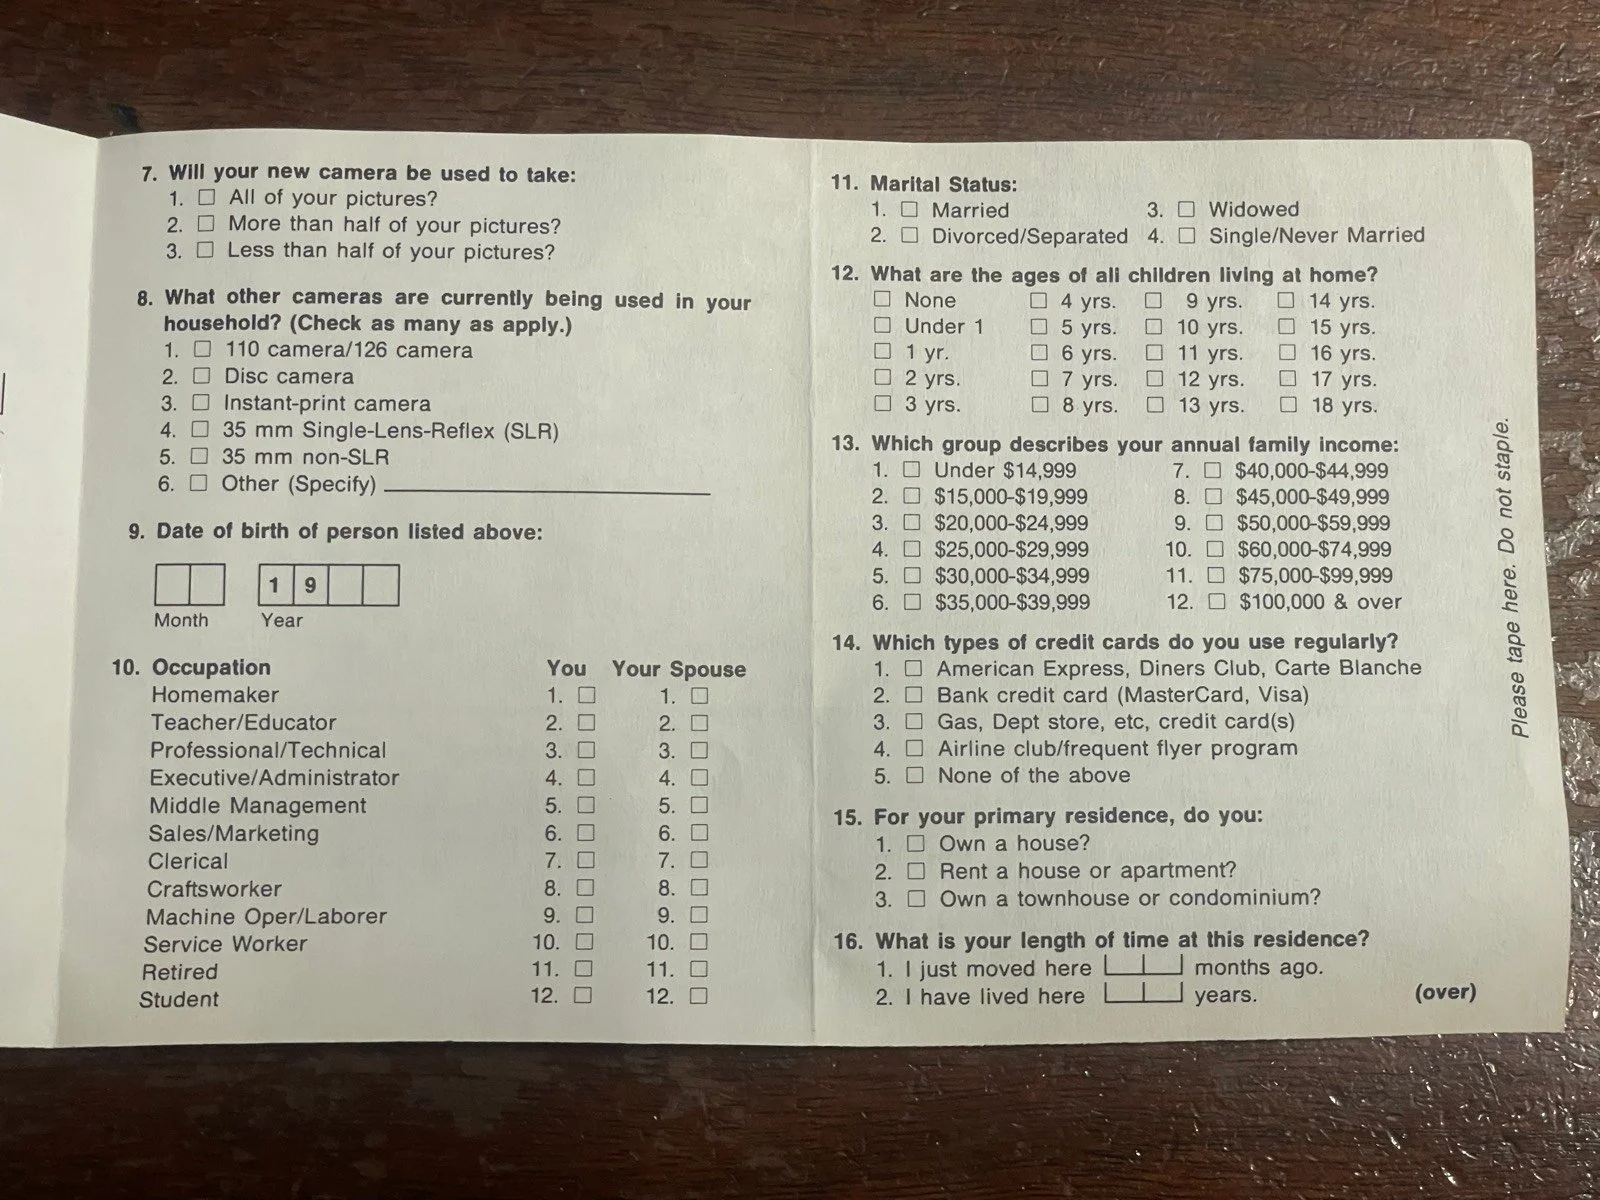 7. Will your new camera be used to take:
1. ☐ All of your pictures?
2. ☐ More than half of your pictures?
3. ☐ Less than half of your pictures?
8. What other cameras are currently being used in your
household? (Check as many as apply.)
1. ☐ 110 camera/126 camera
2. ☐ Disc camera
3. ☐ Instant-print camera
4. ☐ 35 mm Single-Lens-Reflex (SLR)
5. ☐ 35 mm non-SLR
6. ☐ Other (Specify)
9. Date of birth of person listed above:
1 9
Month Year
10. Occupation You Your Spouse
Homemaker 1. ☐ 1. ☐
Teacher/Educator 2. ☐ 2. ☐
Professional/Technical 3. ☐ 3. ☐
Executive/Administrator 4. ☐ 4. ☐
Middle Management 5. ☐ 5. ☐
Sales/Marketing 6. ☐ 6. ☐
Clerical 7. ☐ 7. ☐
Craftsworker 8. ☐ 8. ☐
Machine Oper/Laborer 9. ☐ 9. ☐
Service Worker 10. ☐ 10. ☐
Retired 11. ☐ 11. ☐
Student 12. ☐ 12. ☐
11. Marital Status:
1. ☐ Married 3. ☐ Widowed
2. ☐ Divorced/Separated 4. ☐ Single/Never Married
12. What are the ages of all children living at home?
☐ None ☐ 4 yrs. ☐ 9 yrs. ☐ 14 yrs.
☐ Under 1 ☐ 5 yrs. ☐ 10 yrs. ☐ 15 yrs.
☐ 1 yr. ☐ 6 yrs. ☐ 11 yrs. ☐ 16 yrs.
☐ 2 yrs. ☐ 7 yrs. ☐ 12 yrs. ☐ 17 yrs.
☐ 3 yrs. ☐ 8 yrs. ☐ 13 yrs. ☐ 18 yrs.
13. Which group describes your annual family income:
1. ☐ Under $14,999 7. ☐ $40,000-$44,999
2. ☐ $15,000-$19,999 8. ☐ $45,000-$49,999
3. ☐ $20,000-$24,999 9. ☐ $50,000-$59,999
4. ☐ $25,000-$29,999 10. ☐ $60,000-$74,999
5. ☐ $30,000-$34,999 11. ☐ $75,000-$99,999
6. ☐ $35,000-$39,999 12. ☐ $100,000 & over
14. Which types of credit cards do you use regularly?
1. ☐ American Express, Diners Club, Carte Blanche
2. ☐ Bank credit card (MasterCard, Visa)
3. ☐ Gas, Dept store, etc, credit card(s)
4. ☐ Airline club/frequent flyer program
5. ☐ None of the above
15. For your primary residence, do you:
1. ☐ Own a house?
2. ☐ Rent a house or apartment?
3. ☐ Own a townhouse or condominium?
16. What is your length of time at this residence?
1. I just moved here months ago.
2. I have lived here years.
(over)
Please tape here. Do not staple.